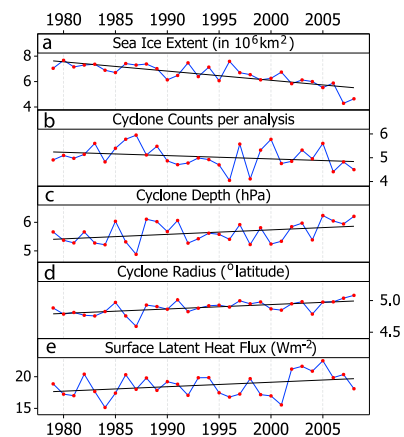 1980 1985 1990 1995 2000 2005
a Sea Ice Extent (in 10⁶km²)
8
6
4
b Cyclone Counts per analysis
6
5
4
c Cyclone Depth (hPa)
6
5
d Cyclone Radius (°latitude)
5.0
4.5
e Surface Latent Heat Flux (Wm⁻²)
20
15
1980 1985 1990 1995 2000 2005